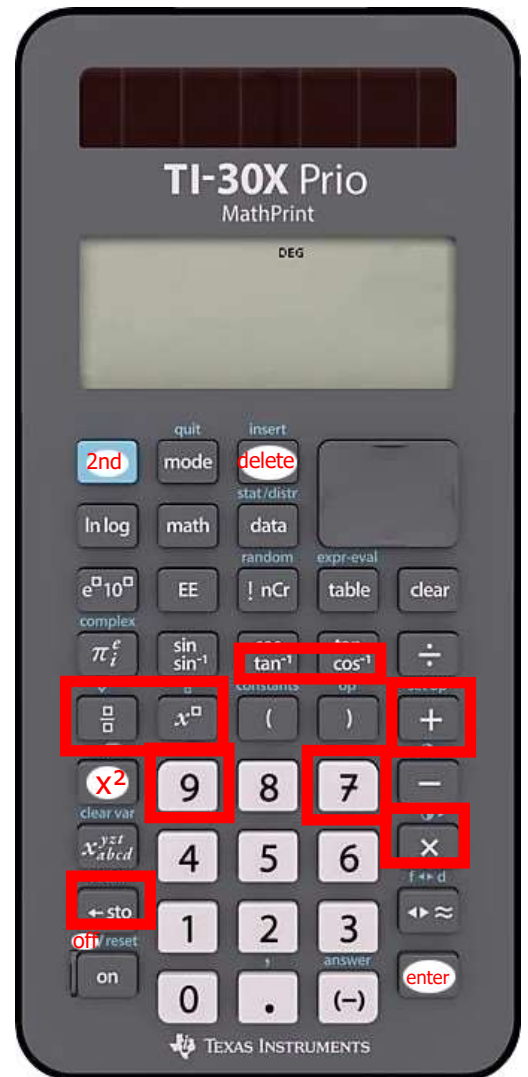 TI-30X Prio
MathPrint
DEG
quit insert
2nd mode delete
stat/distr
ln log math data
random expr-eval
e□10□ EE ! nCr table clear
complex
π e i sin sin-1 tan-1 cos-1 ÷
constants op
□/□ x□ ( ) +
x² 9 8 7 −
clear var
x yzt abcd 4 5 6 ×
f◂▸d
←sto 1 2 3 ◂▸≈
off/reset , answer
on 0 . (−) enter
TEXAS INSTRUMENTS